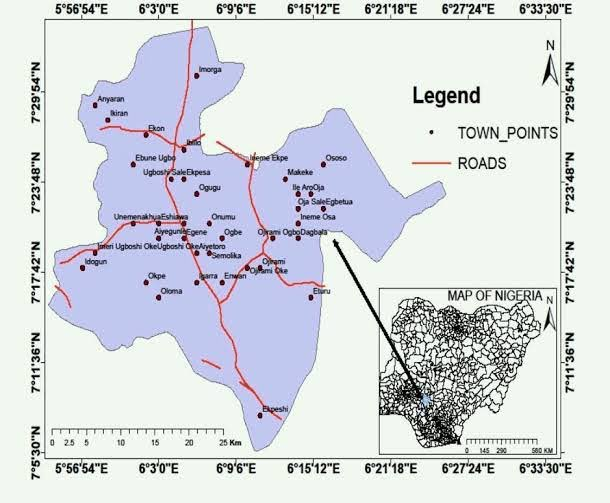 5°56'54"E 6°3'0"E 6°9'6"E 6°15'12"E 6°21'18"E 6°27'24"E 6°33'30"E
N
7°29'54"N
7°23'48"N
7°17'42"N
7°11'36"N
7°5'30"N
Imorga
Anyaran
Ikiran
Ekon
Ibillo
Ebune Ugbo
Ineme Ekpe
Ososo
Ugboshi Sale
Ekpesa
Makeke
Ogugu
Ile Aro
Oja
Oja Sale
Egbetua
Unemenakhua
Eshiawa
Onumu
Ineme Osa
Aiyegunle
Egene
Ogbe
Ojirami Ogbo
Dagbala
Imeri
Ugboshi Oke
Ugboshi Oke
Aiyetoro
Semolika
Idogun
Ojirami
Ojirami Oke
Okpe
Igarra
Enwan
Oloma
Eturu
Ekpeshi
Legend
TOWN_POINTS
ROADS
7°29'54"N
7°23'48"N
7°17'42"N
7°11'36"N
7°5'30"N
MAP OF NIGERIA
N
0 145 290 580 KM
0 2.5 5 10 15 20 25 Km
5°56'54"E 6°3'0"E 6°9'6"E 6°15'12"E 6°21'18"E 6°27'24"E 6°33'30"E